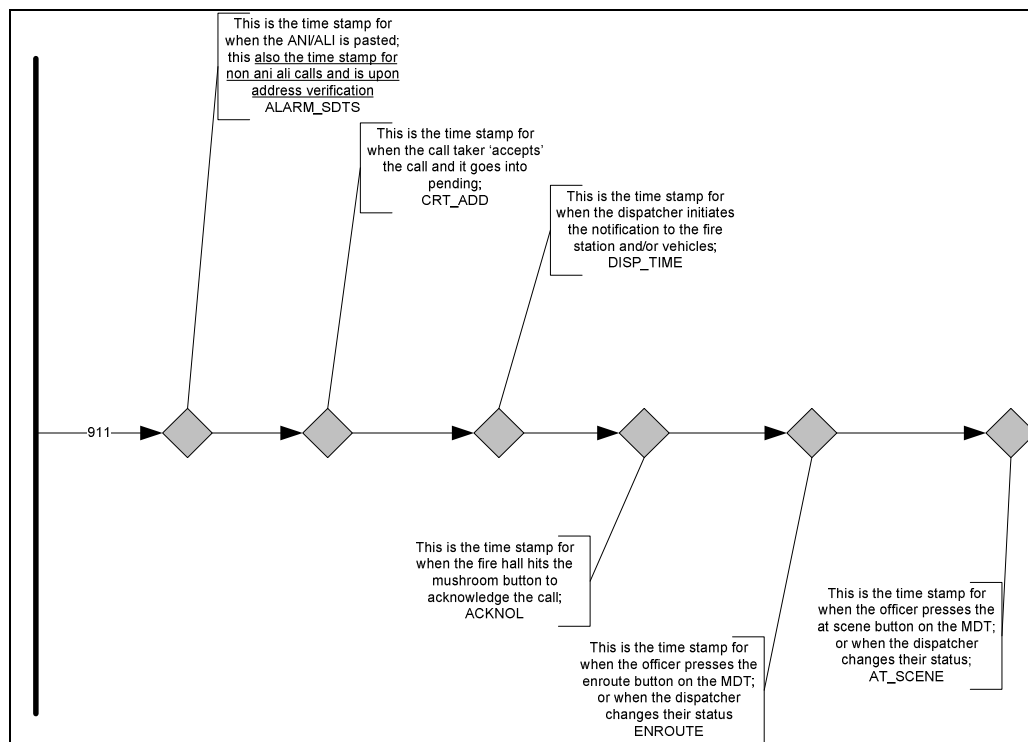 This is the time stamp for
when the ANI/ALI is pasted;
this also the time stamp for
non ani ali calls and is upon
address verification
ALARM_SDTS
This is the time stamp for
when the call taker ‘accepts’
the call and it goes into
pending;
CRT_ADD
This is the time stamp for
when the dispatcher initiates
the notification to the fire
station and/or vehicles;
DISP_TIME
911
This is the time stamp for
when the fire hall hits the
mushroom button to
acknowledge the call;
ACKNOL
This is the time stamp for
when the officer presses the
enroute button on the MDT;
or when the dispatcher
changes their status
ENROUTE
This is the time stamp for
when the officer presses the
at scene button on the MDT;
or when the dispatcher
changes their status;
AT_SCENE